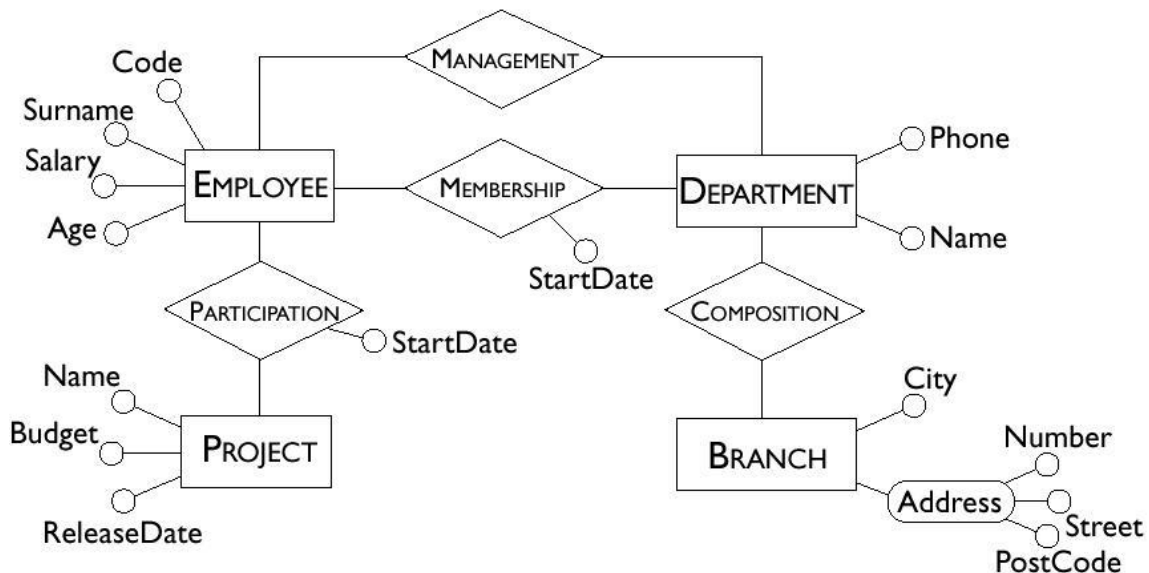 MANAGEMENT
Code
Surname
Salary
Age
EMPLOYEE
MEMBERSHIP
StartDate
DEPARTMENT
Phone
Name
PARTICIPATION
StartDate
COMPOSITION
Name
Budget
ReleaseDate
PROJECT
City
BRANCH
Address
Number
Street
PostCode